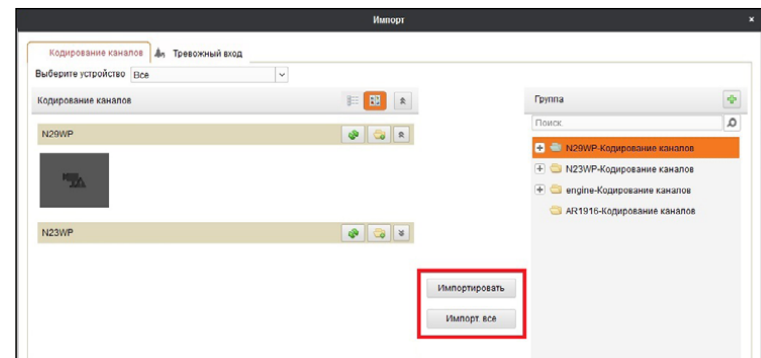 Импорт
Кодирование каналов Тревожный вход
Выберите устройство Все
Кодирование каналов
Группа
Поиск
N29WP
N29WP-Кодирование каналов
N23WP-Кодирование каналов
engine-Кодирование каналов
AR1916-Кодирование каналов
N23WP
Импортировать
Импорт все